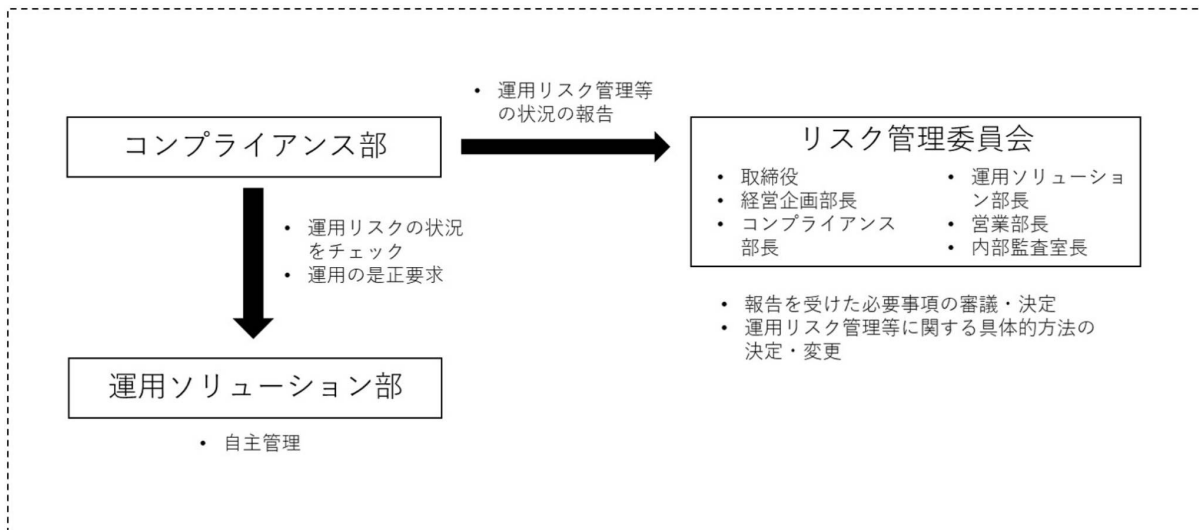 • 運用リスク管理等
の状況の報告
コンプライアンス部
リスク管理委員会
• 取締役
• 経営企画部長
• コンプライアンス
部長
• 運用ソリューショ
ン部長
• 営業部長
• 内部監査室長
• 運用リスクの状況
をチェック
• 運用の是正要求
• 報告を受けた必要事項の審議・決定
• 運用リスク管理等に関する具体的方法の
決定・変更
運用ソリューション部
• 自主管理